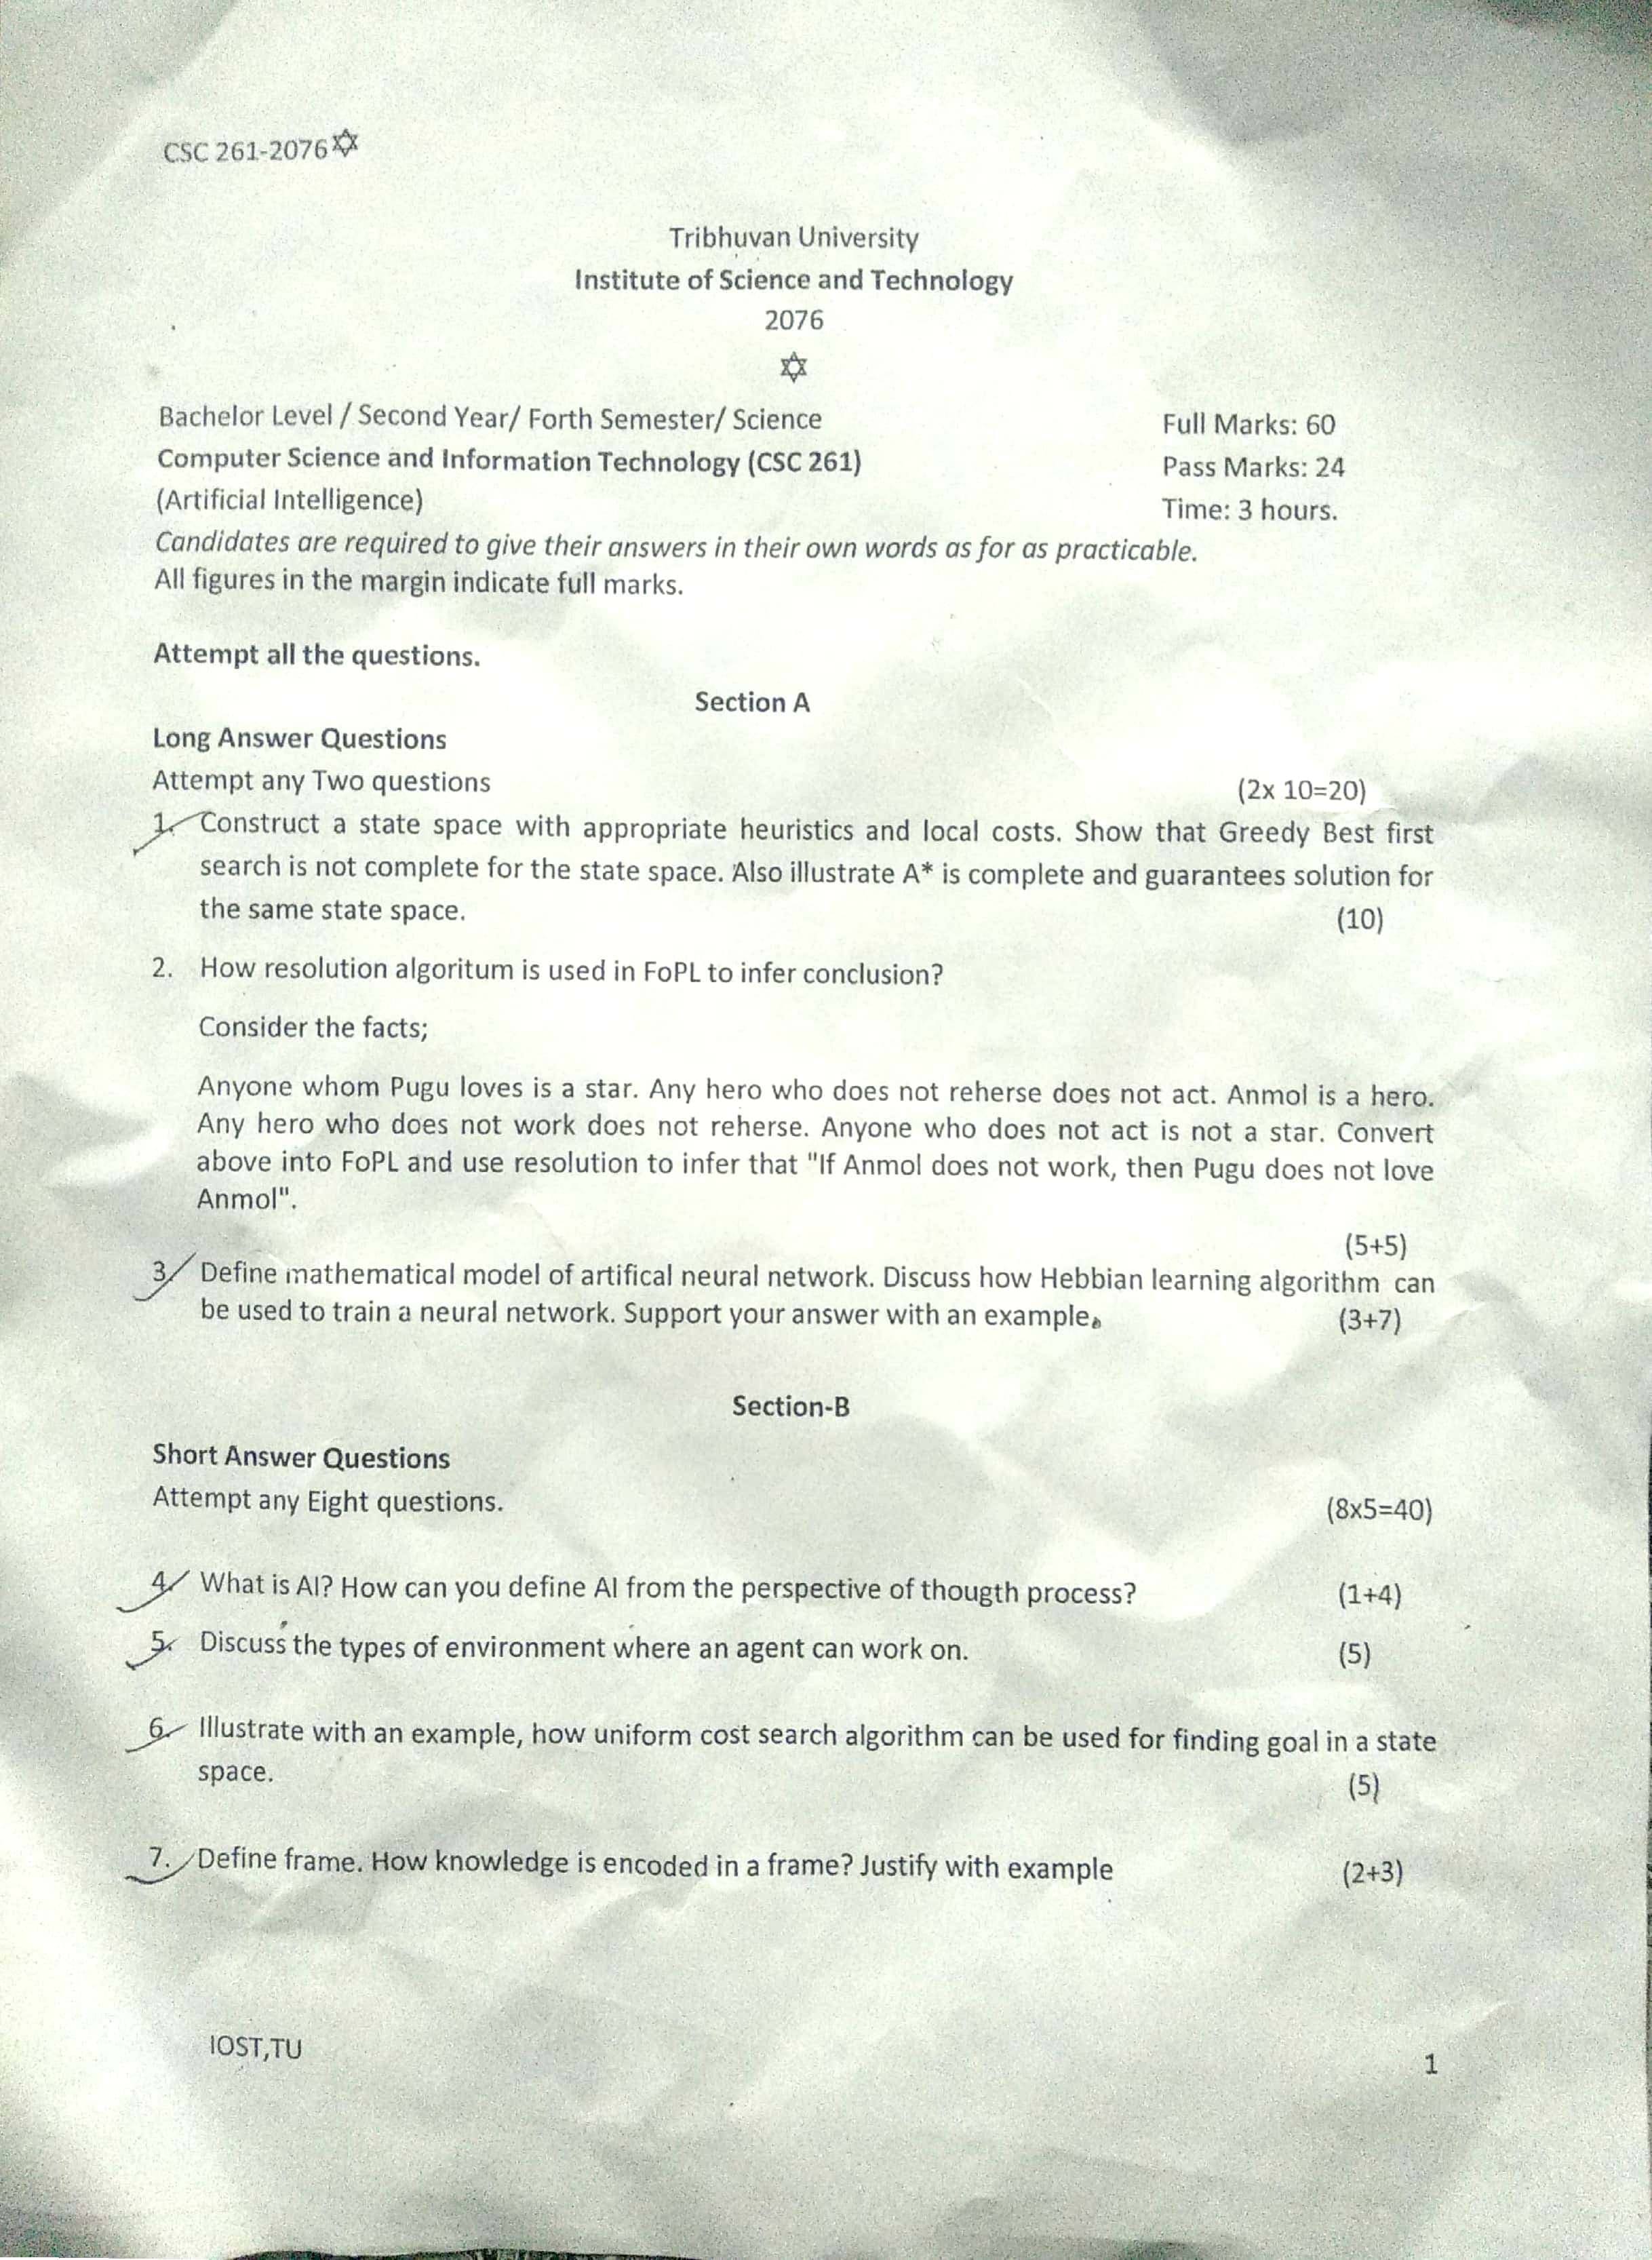 CSC 261-2076✡
Tribhuvan University
Institute of Science and Technology
2076
✡
Bachelor Level / Second Year/ Forth Semester/ Science
Full Marks: 60
Computer Science and Information Technology (CSC 261)
Pass Marks: 24
(Artificial Intelligence)
Time: 3 hours.
Candidates are required to give their answers in their own words as for as practicable.
All figures in the margin indicate full marks.
Attempt all the questions.
Section A
Long Answer Questions
Attempt any Two questions (2x 10=20)
1. Construct a state space with appropriate heuristics and local costs. Show that Greedy Best first
search is not complete for the state space. Also illustrate A* is complete and guarantees solution for
the same state space. (10)
2. How resolution algoritum is used in FoPL to infer conclusion?
Consider the facts;
Anyone whom Pugu loves is a star. Any hero who does not reherse does not act. Anmol is a hero.
Any hero who does not work does not reherse. Anyone who does not act is not a star. Convert
above into FoPL and use resolution to infer that "If Anmol does not work, then Pugu does not love
Anmol".
(5+5)
3. Define mathematical model of artifical neural network. Discuss how Hebbian learning algorithm can
be used to train a neural network. Support your answer with an example. (3+7)
Section-B
Short Answer Questions
Attempt any Eight questions. (8x5=40)
4. What is AI? How can you define AI from the perspective of thougth process? (1+4)
5. Discuss the types of environment where an agent can work on. (5)
6. Illustrate with an example, how uniform cost search algorithm can be used for finding goal in a state
space. (5)
7. Define frame. How knowledge is encoded in a frame? Justify with example (2+3)
IOST,TU
1